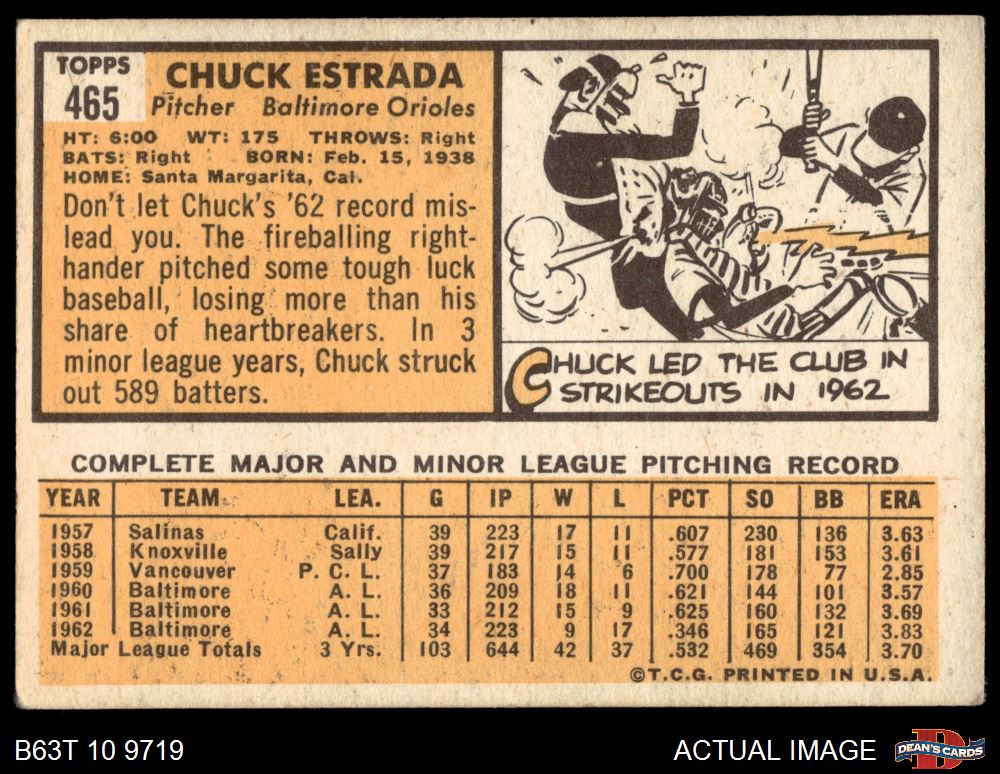 TOPPS
465
CHUCK ESTRADA
Pitcher Baltimore Orioles
HT: 6:00 WT: 175 THROWS: Right
BATS: Right BORN: Feb. 15, 1938
HOME: Santa Margarita, Cal.
Don't let Chuck's '62 record mis-
lead you. The fireballing right-
hander pitched some tough luck
baseball, losing more than his
share of heartbreakers. In 3
minor league years, Chuck struck
out 589 batters.
CHUCK LED THE CLUB IN
STRIKEOUTS IN 1962
COMPLETE MAJOR AND MINOR LEAGUE PITCHING RECORD
YEAR TEAM LEA. G IP W L PCT SO BB ERA
1957 Salinas Calif. 39 223 17 11 .607 230 136 3.63
1958 Knoxville Sally 39 217 15 11 .577 181 153 3.61
1959 Vancouver P. C. L. 37 183 14 6 .700 178 77 2.85
1960 Baltimore A. L. 36 209 18 11 .621 144 101 3.57
1961 Baltimore A. L. 33 212 15 9 .625 160 132 3.69
1962 Baltimore A. L. 34 223 9 17 .346 165 121 3.83
Major League Totals 3 Yrs. 103 644 42 37 .532 469 354 3.70
©T.C.G. PRINTED IN U.S.A.
B63T 10 9719
ACTUAL IMAGE
D
DEAN'S CARDS